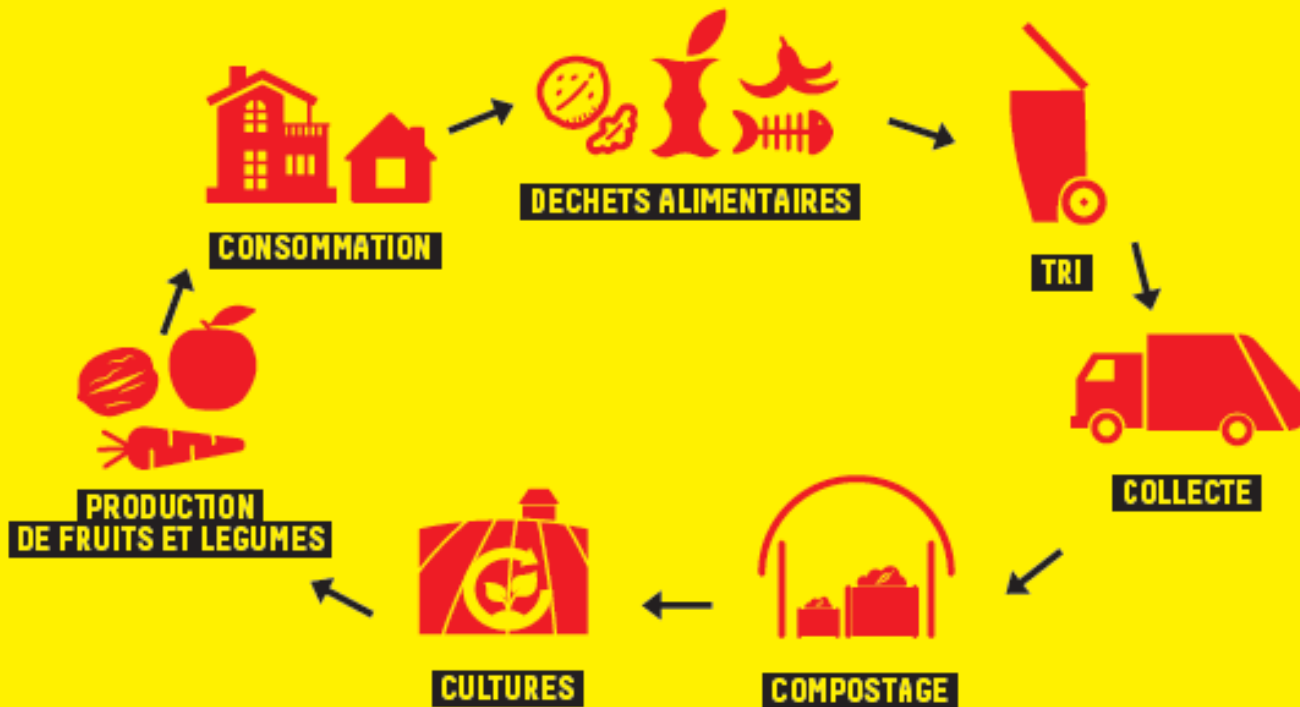 DECHETS ALIMENTAIRES
CONSOMMATION
TRI
COLLECTE
PRODUCTION
DE FRUITS ET LEGUMES
CULTURES
COMPOSTAGE